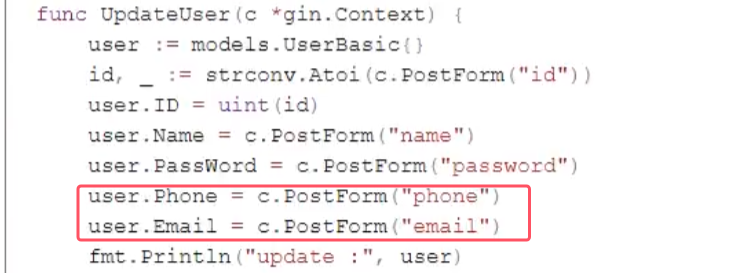 func UpdateUser(c *gin.Context) {
user := models.UserBasic{}
id, _ := strconv.Atoi(c.PostForm("id"))
user.ID = uint(id)
user.Name = c.PostForm("name")
user.PassWord = c.PostForm("password")
user.Phone = c.PostForm("phone")
user.Email = c.PostForm("email")
fmt.Println("update :", user)